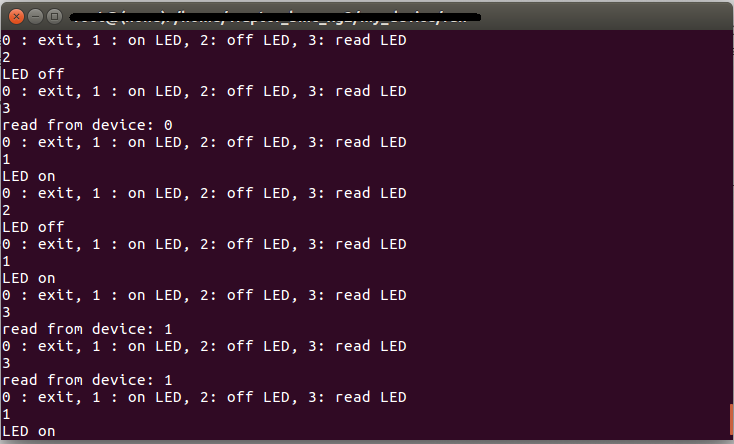 0 : exit, 1 : on LED, 2: off LED, 3: read LED
2
LED off
0 : exit, 1 : on LED, 2: off LED, 3: read LED
3
read from device: 0
0 : exit, 1 : on LED, 2: off LED, 3: read LED
1
LED on
0 : exit, 1 : on LED, 2: off LED, 3: read LED
2
LED off
0 : exit, 1 : on LED, 2: off LED, 3: read LED
1
LED on
0 : exit, 1 : on LED, 2: off LED, 3: read LED
3
read from device: 1
0 : exit, 1 : on LED, 2: off LED, 3: read LED
3
read from device: 1
0 : exit, 1 : on LED, 2: off LED, 3: read LED
1
LED on